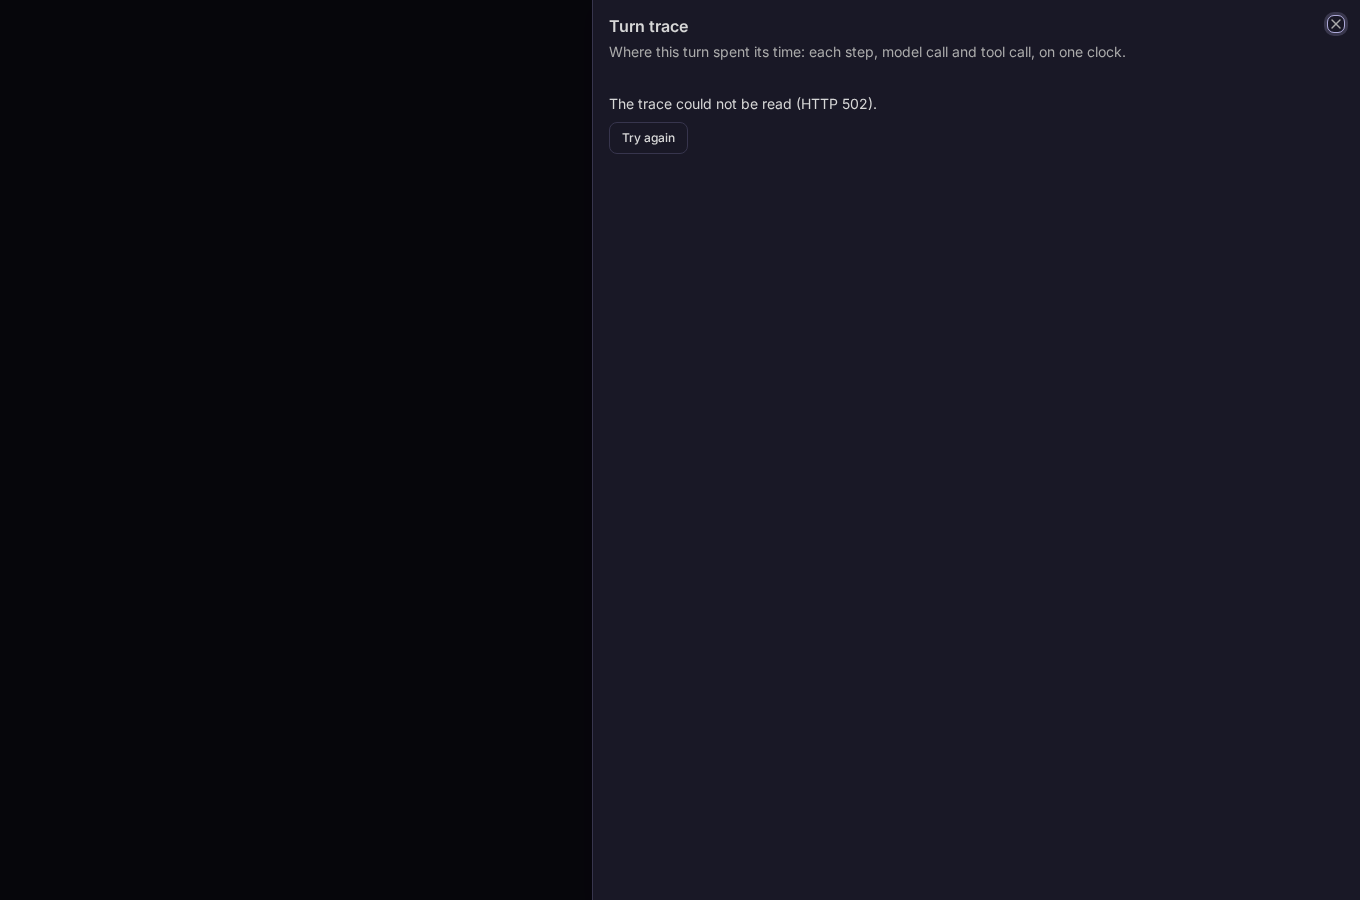 Turn trace
Where this turn spent its time: each step, model call and tool call, on one clock.
The trace could not be read (HTTP 502).
Try again